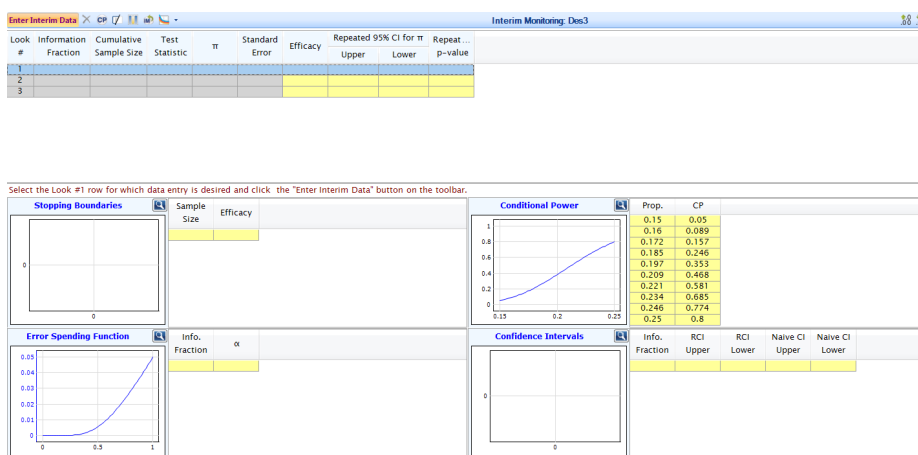 Enter Interim Data CP Interim Monitoring: Des3
Look # Information Fraction Cumulative Sample Size Test Statistic π Standard Error Efficacy Repeated 95% CI for π Upper Lower Repeat ... p-value
1
2
3
Select the Look #1 row for which data entry is desired and click the "Enter Interim Data" button on the toolbar.
Stopping Boundaries
0
0
Sample Size Efficacy
Conditional Power
1
0.8
0.6
0.4
0.2
0
0.15 0.2 0.25
Prop. CP
0.15 0.05
0.16 0.089
0.172 0.157
0.185 0.246
0.197 0.353
0.209 0.468
0.221 0.581
0.234 0.685
0.246 0.774
0.25 0.8
Error Spending Function
0.05
0.04
0.03
0.02
0.01
0
0 0.5 1
Info. Fraction α
Confidence Intervals
0
0
Info. Fraction RCI Upper RCI Lower Naive CI Upper Naive CI Lower